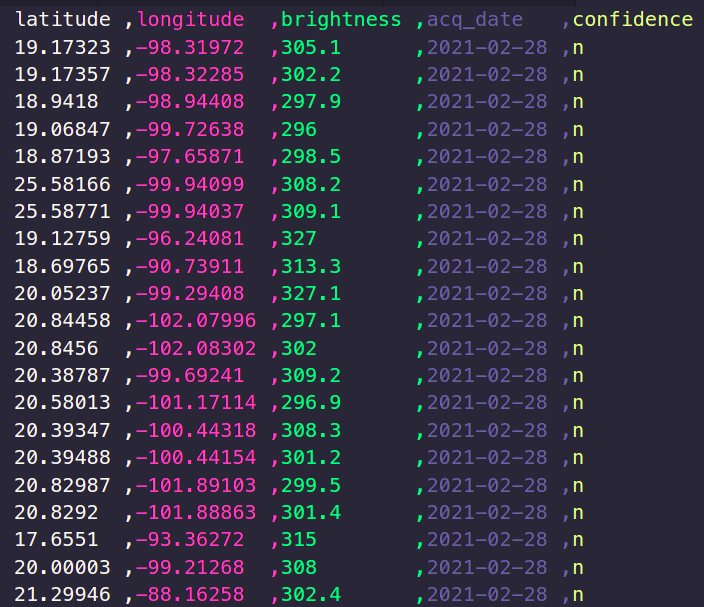 latitude ,longitude ,brightness ,acq_date ,confidence
19.17323 ,-98.31972 ,305.1 ,2021-02-28 ,n
19.17357 ,-98.32285 ,302.2 ,2021-02-28 ,n
18.9418 ,-98.94408 ,297.9 ,2021-02-28 ,n
19.06847 ,-99.72638 ,296 ,2021-02-28 ,n
18.87193 ,-97.65871 ,298.5 ,2021-02-28 ,n
25.58166 ,-99.94099 ,308.2 ,2021-02-28 ,n
25.58771 ,-99.94037 ,309.1 ,2021-02-28 ,n
19.12759 ,-96.24081 ,327 ,2021-02-28 ,n
18.69765 ,-90.73911 ,313.3 ,2021-02-28 ,n
20.05237 ,-99.29408 ,327.1 ,2021-02-28 ,n
20.84458 ,-102.07996 ,297.1 ,2021-02-28 ,n
20.8456 ,-102.08302 ,302 ,2021-02-28 ,n
20.38787 ,-99.69241 ,309.2 ,2021-02-28 ,n
20.58013 ,-101.17114 ,296.9 ,2021-02-28 ,n
20.39347 ,-100.44318 ,308.3 ,2021-02-28 ,n
20.39488 ,-100.44154 ,301.2 ,2021-02-28 ,n
20.82987 ,-101.89103 ,299.5 ,2021-02-28 ,n
20.8292 ,-101.88863 ,301.4 ,2021-02-28 ,n
17.6551 ,-93.36272 ,315 ,2021-02-28 ,n
20.00003 ,-99.21268 ,308 ,2021-02-28 ,n
21.29946 ,-88.16258 ,302.4 ,2021-02-28 ,n